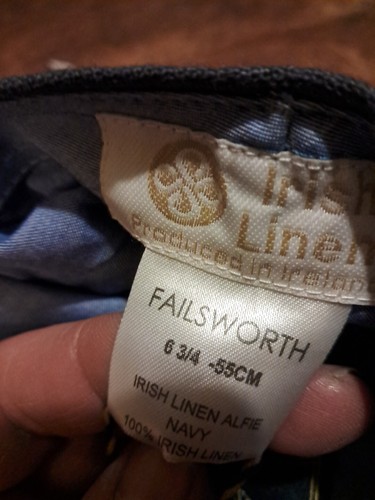 Irish
Linen
Produced in Ireland
FAILSWORTH
6 3/4 -55CM
IRISH LINEN ALFIE
NAVY
100% IRISH LINEN